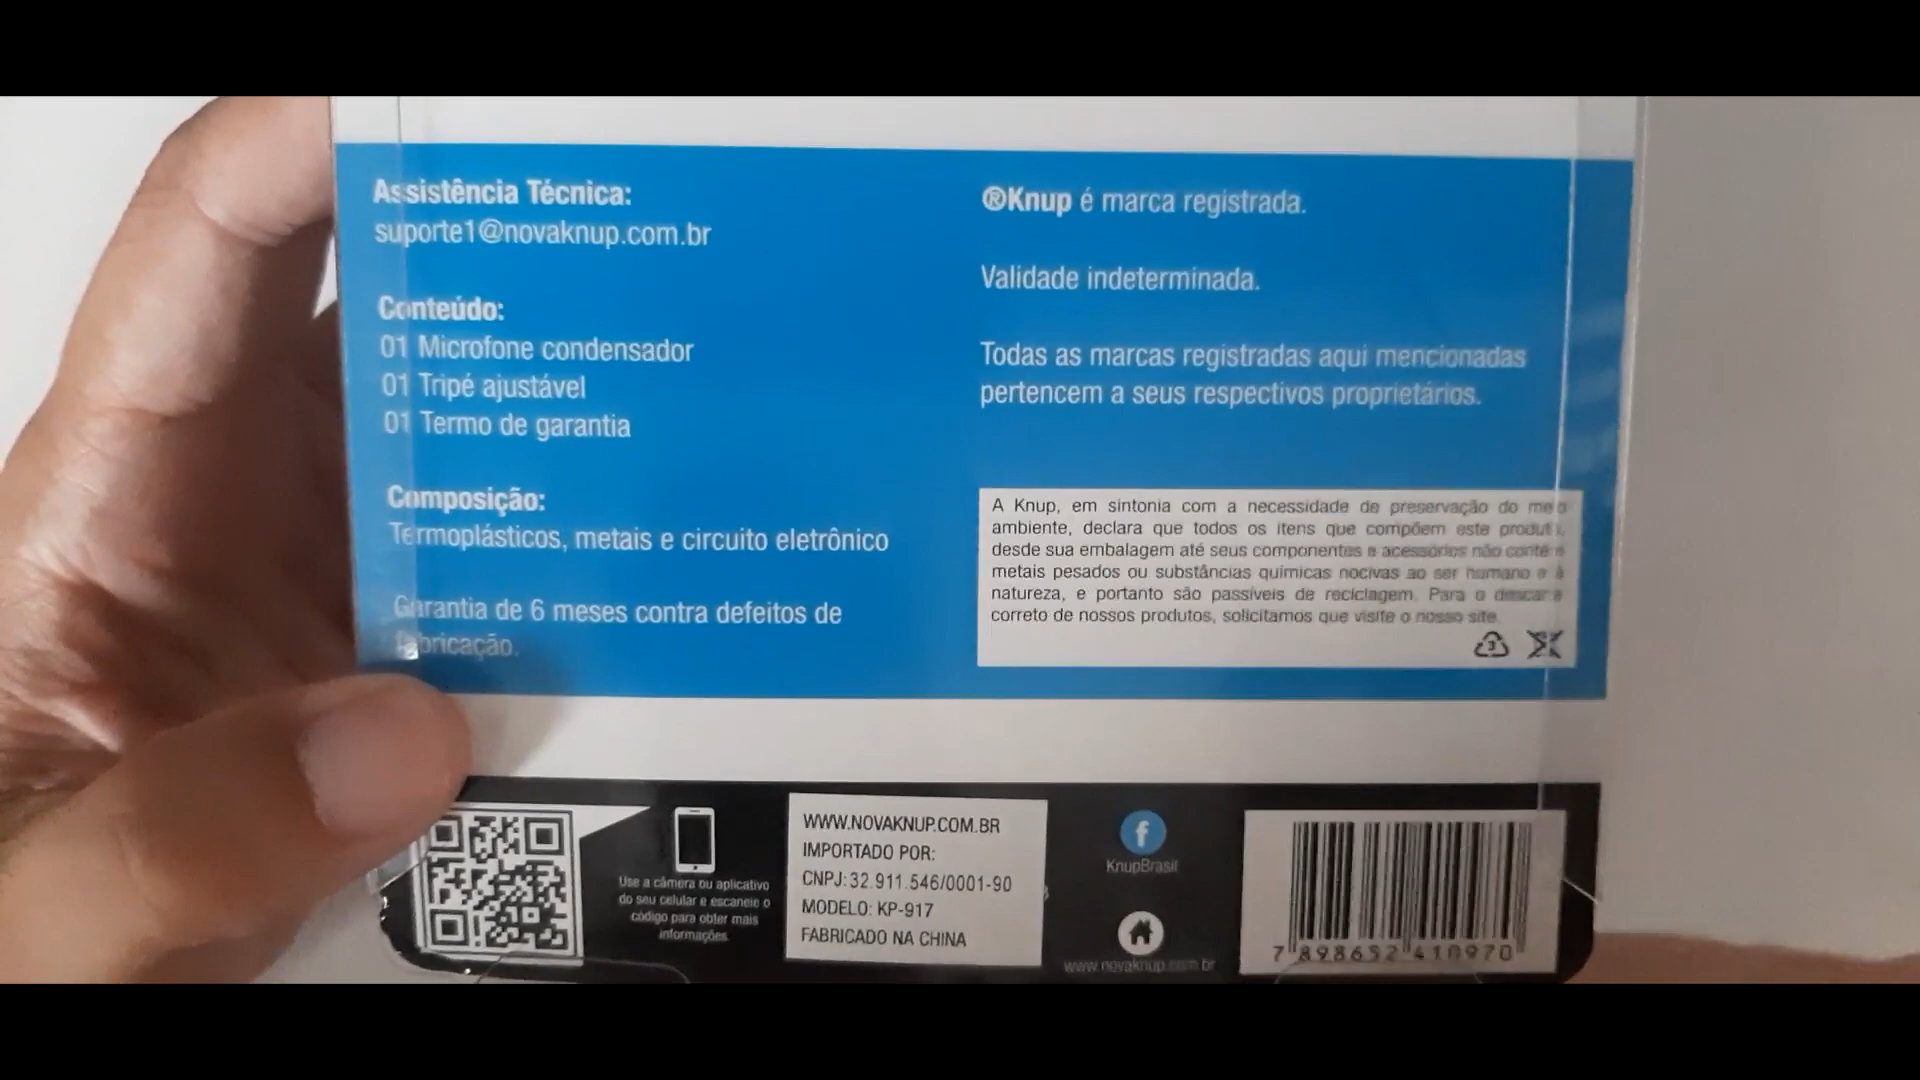 Assistência Técnica:
suporte1@novaknup.com.br
Conteúdo:
01 Microfone condensador
01 Tripé ajustável
01 Termo de garantia
Composição:
Termoplásticos, metais e circuito eletrônico
Garantia de 6 meses contra defeitos de
fabricação.
®Knup é marca registrada.
Validade indeterminada.
Todas as marcas registradas aqui mencionadas
pertencem a seus respectivos proprietários.
A Knup, em sintonia com a necessidade de preservação do meio
ambiente, declara que todos os itens que compõem este produto,
desde sua embalagem até seus componentes e acessórios não contêm
metais pesados ou substâncias químicas nocivas ao ser humano e à
natureza, e portanto são passíveis de reciclagem. Para o descarte
correto de nossos produtos, solicitamos que visite o nosso site.
3
Use a câmera ou aplicativo
do seu celular e escaneie o
código para obter mais
informações.
WWW.NOVAKNUP.COM.BR
IMPORTADO POR:
CNPJ: 32.911.546/0001-90
MODELO: KP-917
FABRICADO NA CHINA
KnupBrasil
www.novaknup.com.br
7 898652 410970